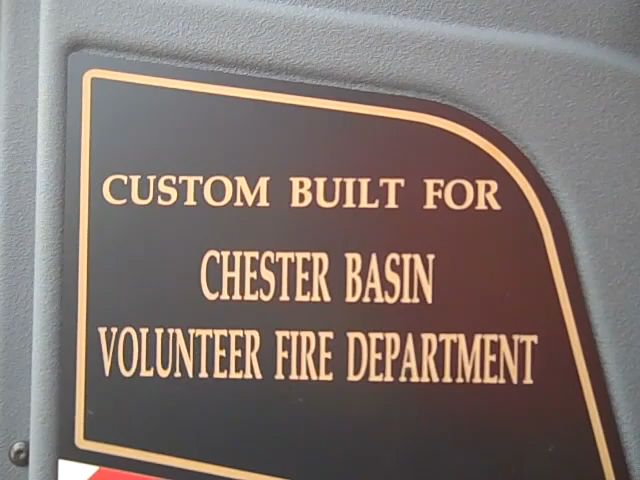 CUSTOM BUILT FOR
CHESTER BASIN
VOLUNTEER FIRE DEPARTMENT